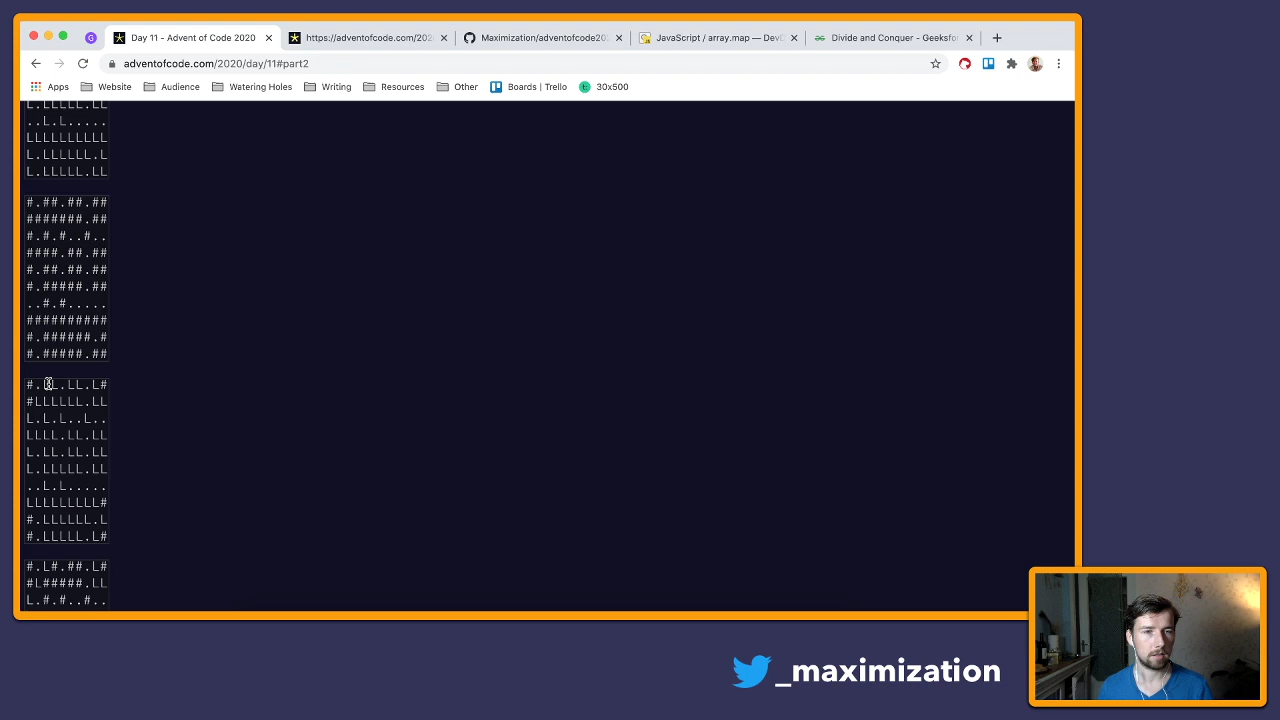 Day 11 - Advent of Code 2020
https://adventofcode.com/202
Maximization/adventofcode202
JavaScript / array.map — DevD
Divide and Conquer - Geeksfo
adventofcode.com/2020/day/11#part2
Apps
Website
Audience
Watering Holes
Writing
Resources
Other
Boards | Trello
30x500
L.LLLLL.LL
..L.L.....
LLLLLLLLLL
L.LLLLLL.L
L.LLLLL.LL
#.##.##.##
#######.##
#.#.#..#..
####.##.##
#.##.##.##
#.#####.##
..#.#.....
##########
#.######.#
#.#####.##
#.LL.LL.L#
#LLLLLL.LL
L.L.L..L..
LLLL.LL.LL
L.LL.LL.LL
L.LLLLL.LL
..L.L.....
LLLLLLLLL#
#.LLLLLL.L
#.LLLLL.L#
#.L#.##.L#
#L#####.LL
L.#.#..#..
_maximization